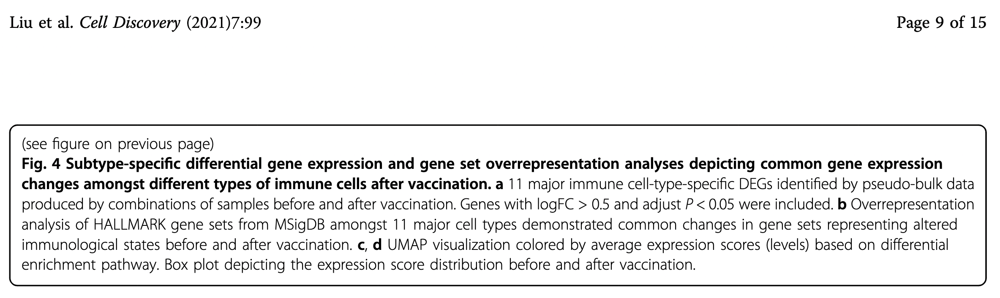 Liu et al. Cell Discovery (2021)7:99
Page 9 of 15
(see figure on previous page)
Fig. 4 Subtype-specific differential gene expression and gene set overrepresentation analyses depicting common gene expression
changes amongst different types of immune cells after vaccination. a 11 major immune cell-type-specific DEGs identified by pseudo-bulk data
produced by combinations of samples before and after vaccination. Genes with logFC > 0.5 and adjust P < 0.05 were included. b Overrepresentation
analysis of HALLMARK gene sets from MSigDB amongst 11 major cell types demonstrated common changes in gene sets representing altered
immunological states before and after vaccination. c, d UMAP visualization colored by average expression scores (levels) based on differential
enrichment pathway. Box plot depicting the expression score distribution before and after vaccination.